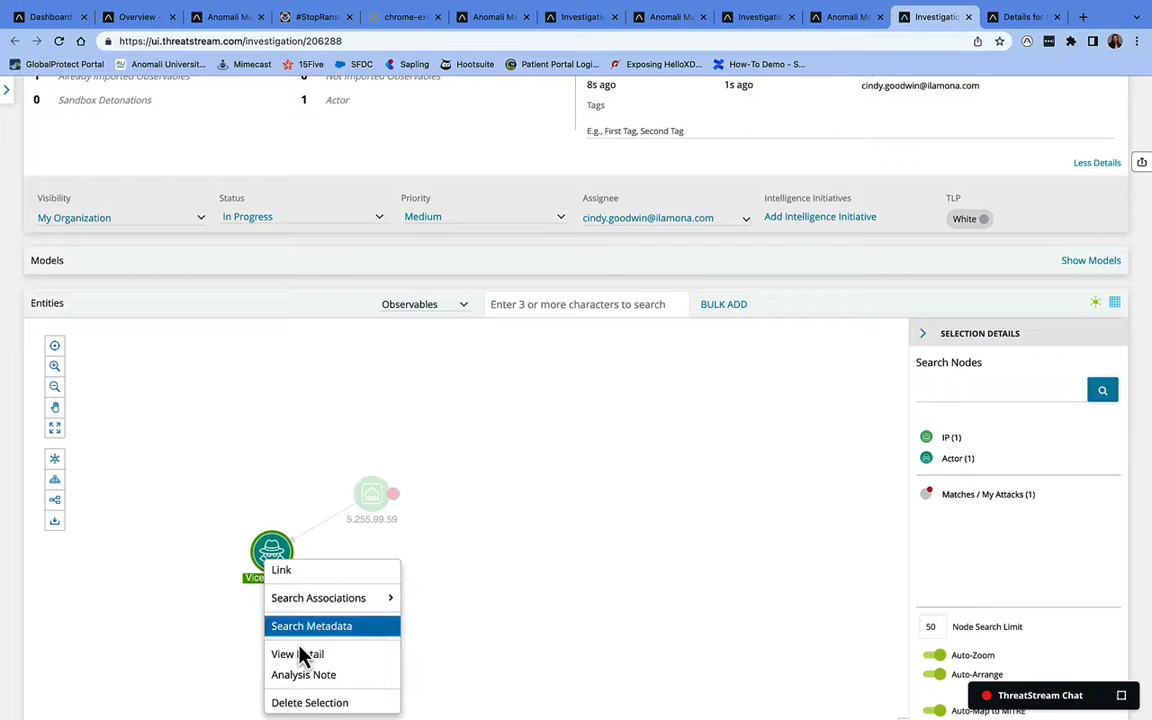 Dashboard
Overview -
Anomali Ma
#StopRans
chrome-ex
Anomali Ma
Investigatio
Anomali Ma
Investigatio
Anomali Ma
Investigatio
Details for
https://ui.threatstream.com/investigation/206288
GlobalProtect Portal
Anomali Universit...
Mimecast
15Five
SFDC
Sapling
Hootsuite
Patient Portal Logi...
Exposing HelloXD...
How-To Demo - S...
Already Imported Observables
Not Imported Observables
8s ago
1s ago
cindy.goodwin@ilamona.com
0 Sandbox Detonations
1 Actor
Tags
E.g., First Tag, Second Tag
Less Details
Visibility
Status
Priority
Assignee
Intelligence Initiatives
TLP
My Organization
In Progress
Medium
cindy.goodwin@ilamona.com
Add Intelligence Initiative
White
Models
Show Models
Entities
Observables
Enter 3 or more characters to search
BULK ADD
SELECTION DETAILS
Search Nodes
IP (1)
Actor (1)
Matches / My Attacks (1)
5.255.99.59
Vice
Link
Search Associations
Search Metadata
View
Analysis Note
Delete Selection
50 Node Search Limit
Auto-Zoom
Auto-Arrange
Auto-Map to MITRE
ThreatStream Chat